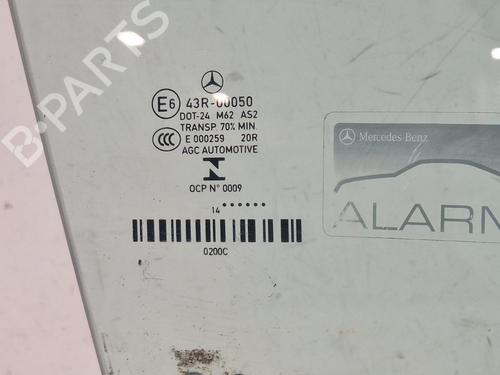 B-PARTS
E6 43R-00050
DOT-24 M62 AS2
TRANSP. 70% MIN.
CCC E 000259 20R
AGC AUTOMOTIVE
OCP N° 0009
14 ......
0200C
Mercedes-Benz
ALARM